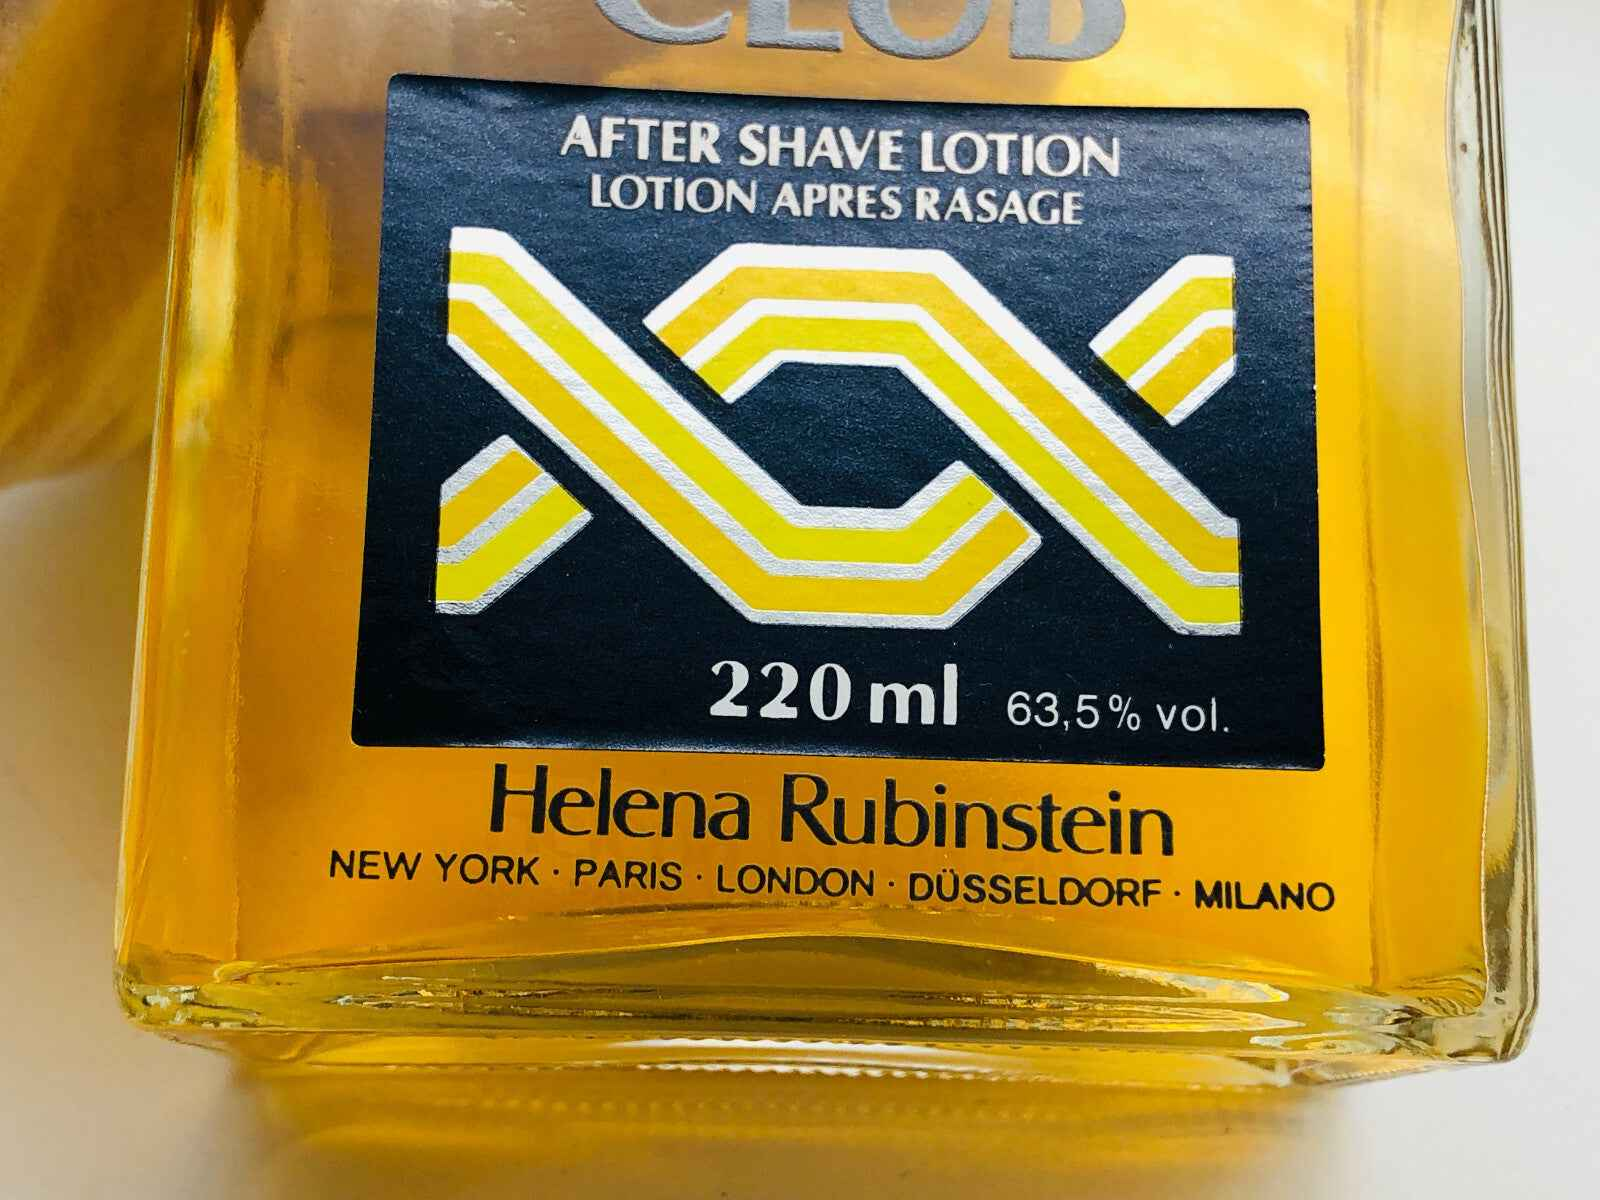 CLUB
AFTER SHAVE LOTION
LOTION APRES RASAGE
220 ml 63,5% vol.
Helena Rubinstein
NEW YORK · PARIS · LONDON · DÜSSELDORF · MILANO